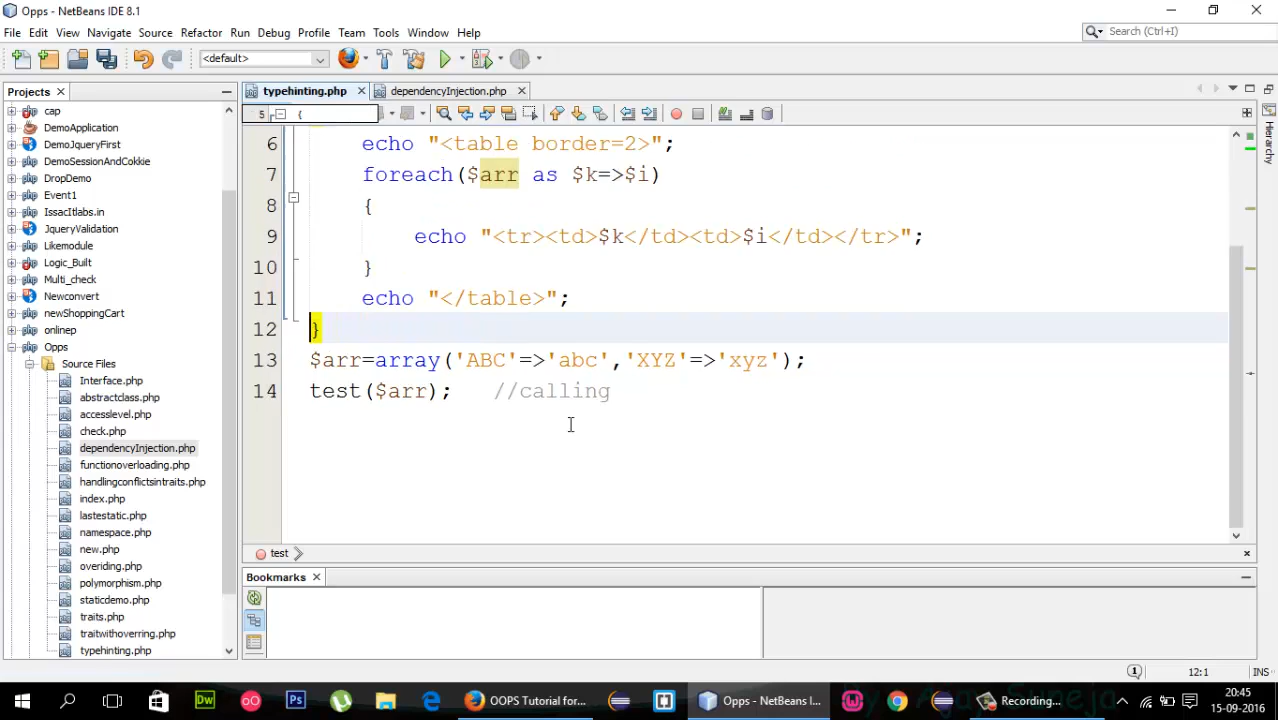 Opps - NetBeans IDE 8.1
File Edit View Navigate Source Refactor Run Debug Profile Team Tools Window Help
Search (Ctrl+I)
<default>
Projects
typehinting.php
dependencyInjection.php
5 {
cap
DemoApplication
DemoJqueryFirst
DemoSessionAndCokkie
DropDemo
Event1
IssacItlabs.in
JqueryValidation
Likemodule
Logic_Built
Multi_check
Newconvert
newShoppingCart
onlinep
Opps
Source Files
Interface.php
abstractclass.php
accesslevel.php
check.php
dependencyInjection.php
functionoverloading.php
handlingconflictsintraits.php
index.php
lastestatic.php
namespace.php
new.php
overiding.php
polymorphism.php
staticdemo.php
traits.php
traitwithoverring.php
typehinting.php
6 echo "<table border=2>";
7 foreach($arr as $k=>$i)
8 {
9 echo "<tr><td>$k</td><td>$i</td></tr>";
10 }
11 echo "</table>";
12 }
13 $arr=array('ABC'=>'abc','XYZ'=>'xyz');
14 test($arr); //calling
Hierarchy
test
Bookmarks
1
12:1
INS
OOPS Tutorial for...
Opps - NetBeans I...
Recording...
20:45
15-09-2016